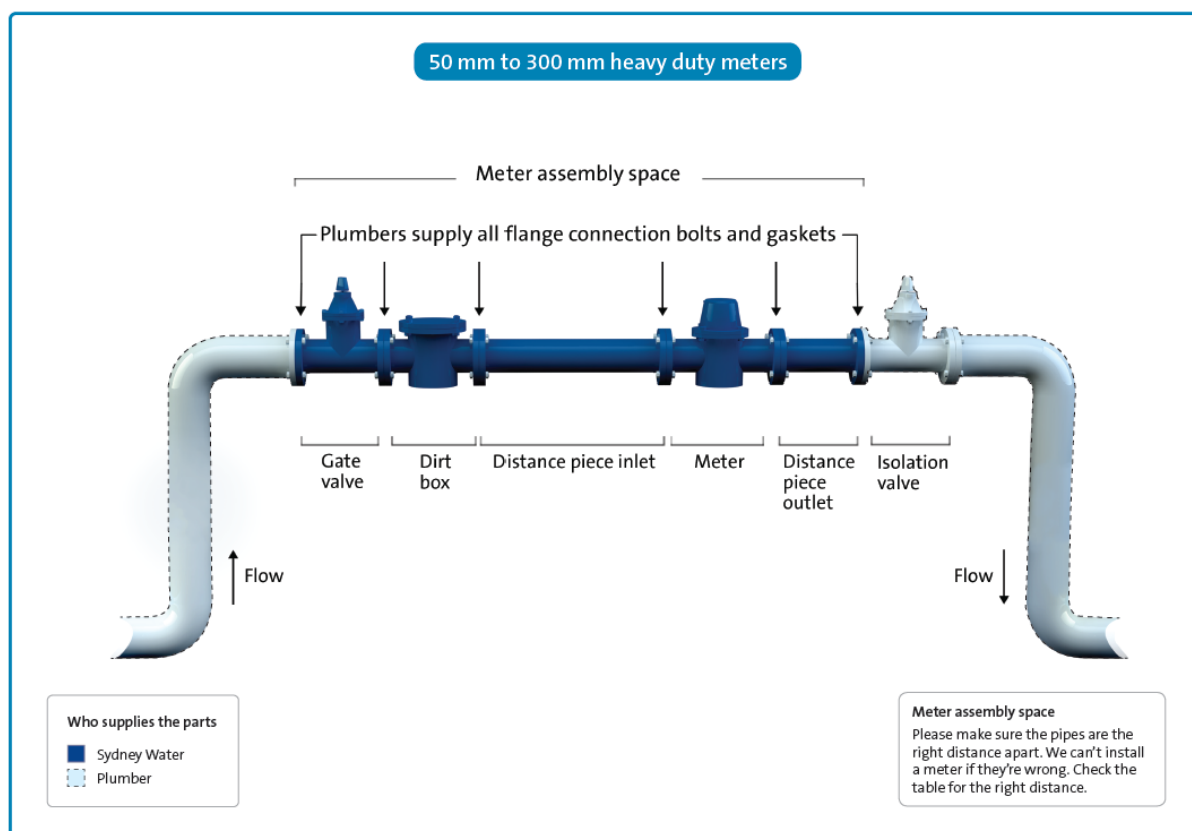 50 mm to 300 mm heavy duty meters
Meter assembly space
Plumbers supply all flange connection bolts and gaskets
Gate
valve
Dirt
box
Distance piece inlet
Meter
Distance
piece
outlet
Isolation
valve
Flow
Flow
Who supplies the parts
Sydney Water
Plumber
Meter assembly space
Please make sure the pipes are the
right distance apart. We can’t install
a meter if they’re wrong. Check the
table for the right distance.